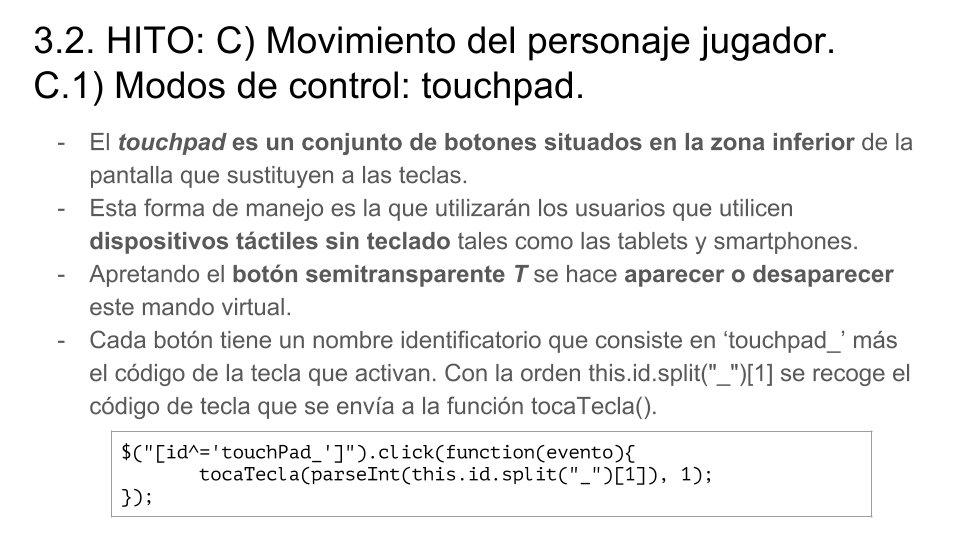 3.2. HITO: C) Movimiento del personaje jugador.
C.1) Modos de control: touchpad.
- El touchpad es un conjunto de botones situados en la zona inferior de la
pantalla que sustituyen a las teclas.
- Esta forma de manejo es la que utilizarán los usuarios que utilicen
dispositivos táctiles sin teclado tales como las tablets y smartphones.
- Apretando el botón semitransparente T se hace aparecer o desaparecer
este mando virtual.
- Cada botón tiene un nombre identificatorio que consiste en ‘touchpad_’ más
el código de la tecla que activan. Con la orden this.id.split("_")[1] se recoge el
código de tecla que se envía a la función tocaTecla().
$("[id^='touchPad_']").click(function(evento){
tocaTecla(parseInt(this.id.split("_")[1]), 1);
});